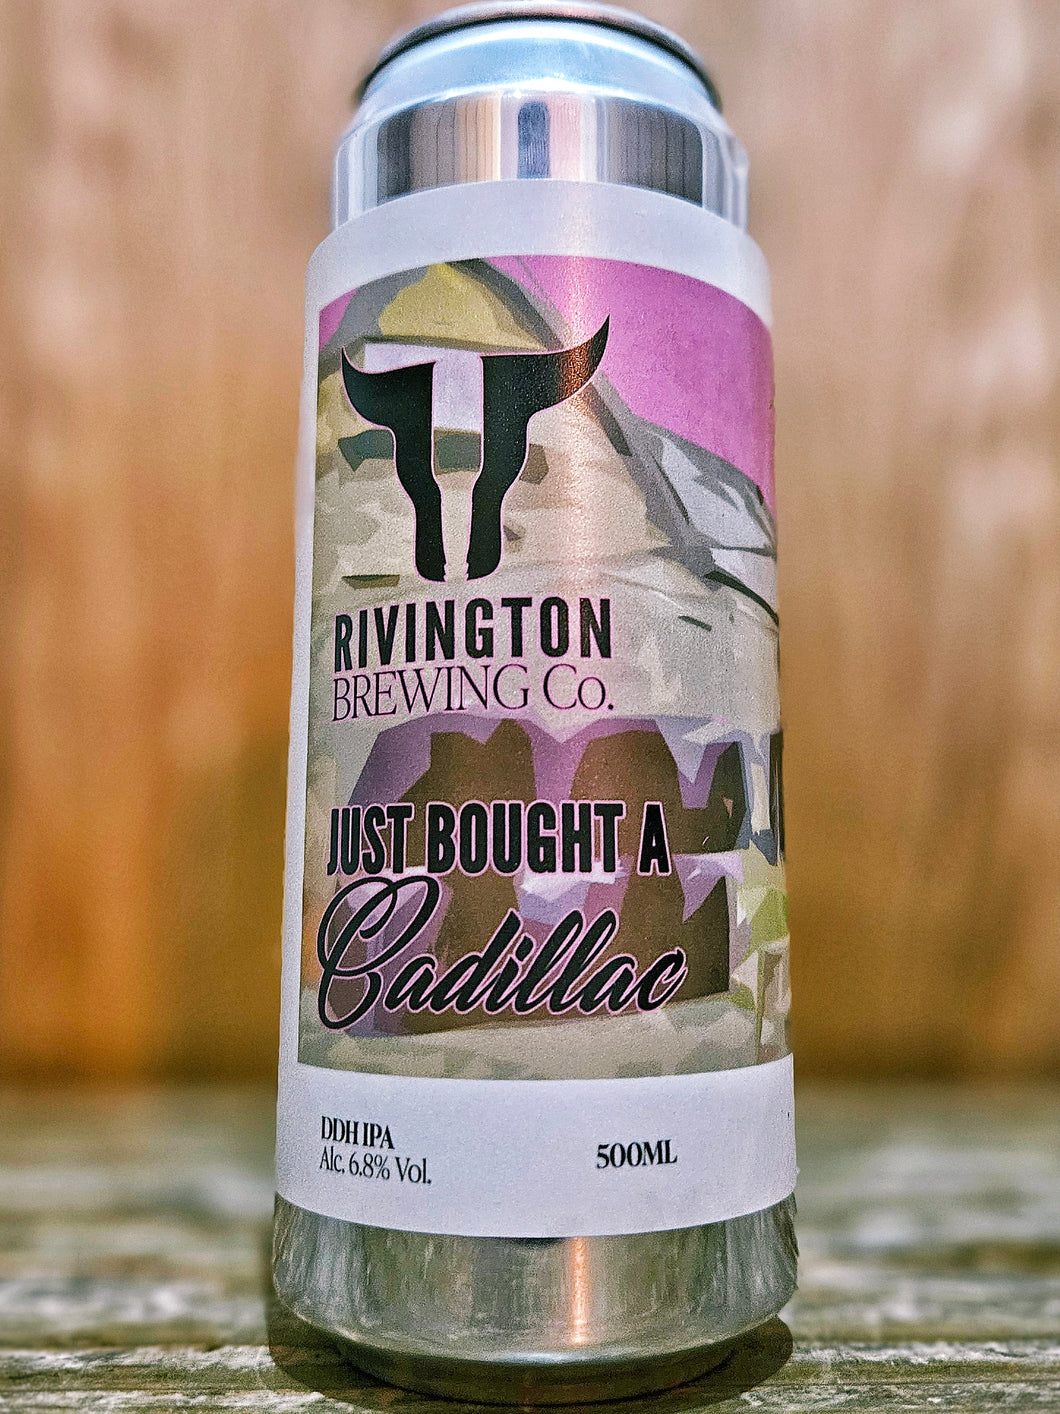 RIVINGTON
BREWING Co.
JUST BOUGHT A
Cadillac
DDH IPA
Alc. 6.8% Vol.
500ML